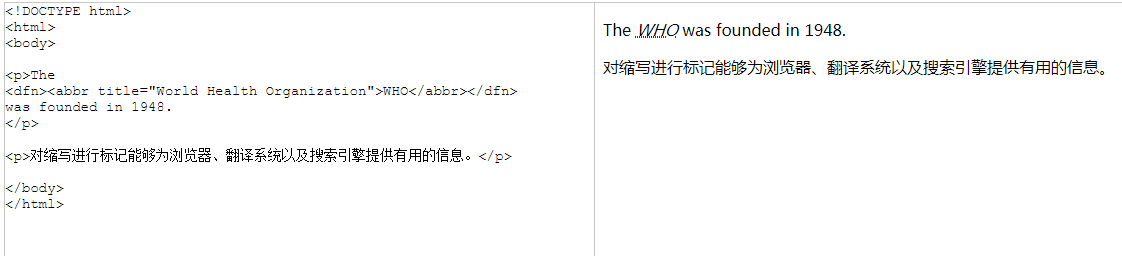 <!DOCTYPE html>
<html>
<body>
<p>The
<dfn><abbr title="World Health Organization">WHO</abbr></dfn>
was founded in 1948.
</p>
<p>对缩写进行标记能够为浏览器、翻译系统以及搜索引擎提供有用的信息。</p>
</body>
</html>
The WHO was founded in 1948.
对缩写进行标记能够为浏览器、翻译系统以及搜索引擎提供有用的信息。